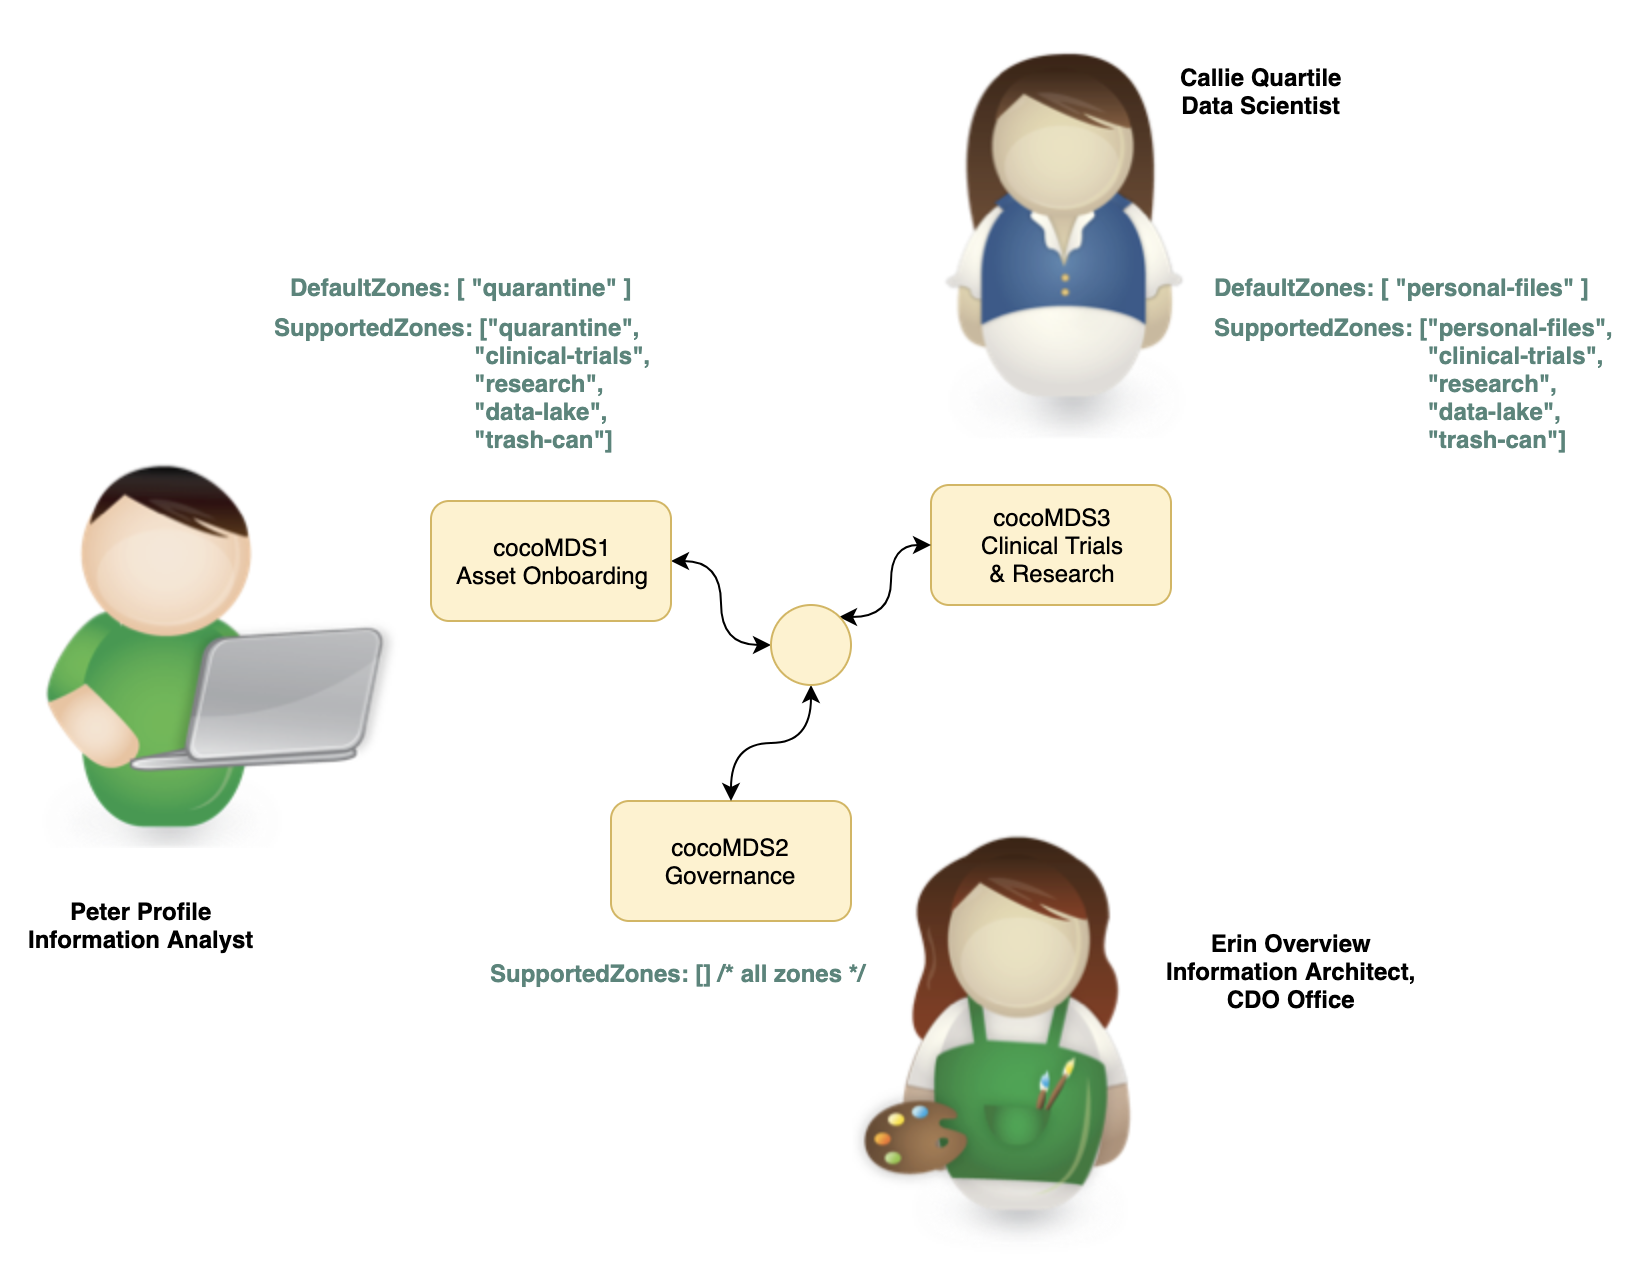 Callie Quartile
Data Scientist
DefaultZones: [ "quarantine" ]
SupportedZones: ["quarantine",
"clinical-trials",
"research",
"data-lake",
"trash-can"]
DefaultZones: [ "personal-files" ]
SupportedZones: ["personal-files",
"clinical-trials",
"research",
"data-lake",
"trash-can"]
cocoMDS1
Asset Onboarding
cocoMDS3
Clinical Trials
& Research
cocoMDS2
Governance
Peter Profile
Information Analyst
SupportedZones: [] /* all zones */
Erin Overview
Information Architect,
CDO Office